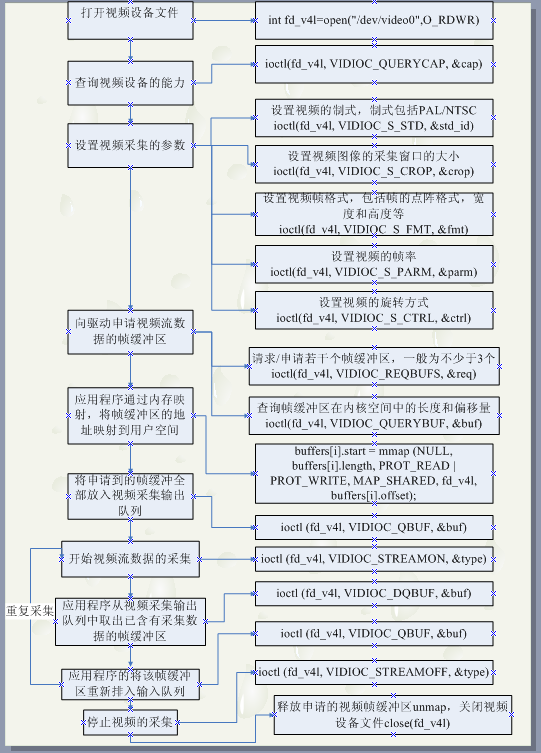 打开视频设备文件
int fd_v4l=open("/dev/video0",O_RDWR)
查询视频设备的能力
ioctl(fd_v4l, VIDIOC_QUERYCAP, &cap)
设置视频采集的参数
设置视频的制式，制式包括PAL/NTSC
ioctl(fd_v4l, VIDIOC_S_STD, &std_id)
设置视频图像的采集窗口的大小
ioctl(fd_v4l, VIDIOC_S_CROP, &crop)
设置视频帧格式，包括帧的点阵格式，宽
度和高度等
ioctl(fd_v4l, VIDIOC_S_FMT, &fmt)
设置视频的帧率
ioctl(fd_v4l, VIDIOC_S_PARM, &parm)
设置视频的旋转方式
ioctl(fd_v4l, VIDIOC_S_CTRL, &ctrl)
向驱动申请视频流数
据的帧缓冲区
请求/申请若干个帧缓冲区，一般为不少于3个
ioctl(fd_v4l, VIDIOC_REQBUFS, &req)
查询帧缓冲区在内核空间中的长度和偏移量
ioctl(fd_v4l, VIDIOC_QUERYBUF, &buf)
应用程序通过内存映
射，将帧缓冲区的地
址映射到用户空间
buffers[i].start = mmap (NULL,
buffers[i].length, PROT_READ |
PROT_WRITE, MAP_SHARED, fd_v4l,
buffers[i].offset);
将申请到的帧缓冲全
部放入视频采集输出
队列
ioctl (fd_v4l, VIDIOC_QBUF, &buf)
开始视频流数据的采集
ioctl (fd_v4l, VIDIOC_STREAMON, &type)
重复采集
应用程序从视频采集输出
队列中取出已含有采集数
据的帧缓冲区
ioctl (fd_v4l, VIDIOC_DQBUF, &buf)
应用程序的将该帧缓冲
区重新排入输入队列
ioctl (fd_v4l, VIDIOC_QBUF, &buf)
停止视频的采集
ioctl (fd_v4l, VIDIOC_STREAMOFF, &type)
释放申请的视频帧缓冲区unmap，关闭视频
设备文件close(fd_v4l)